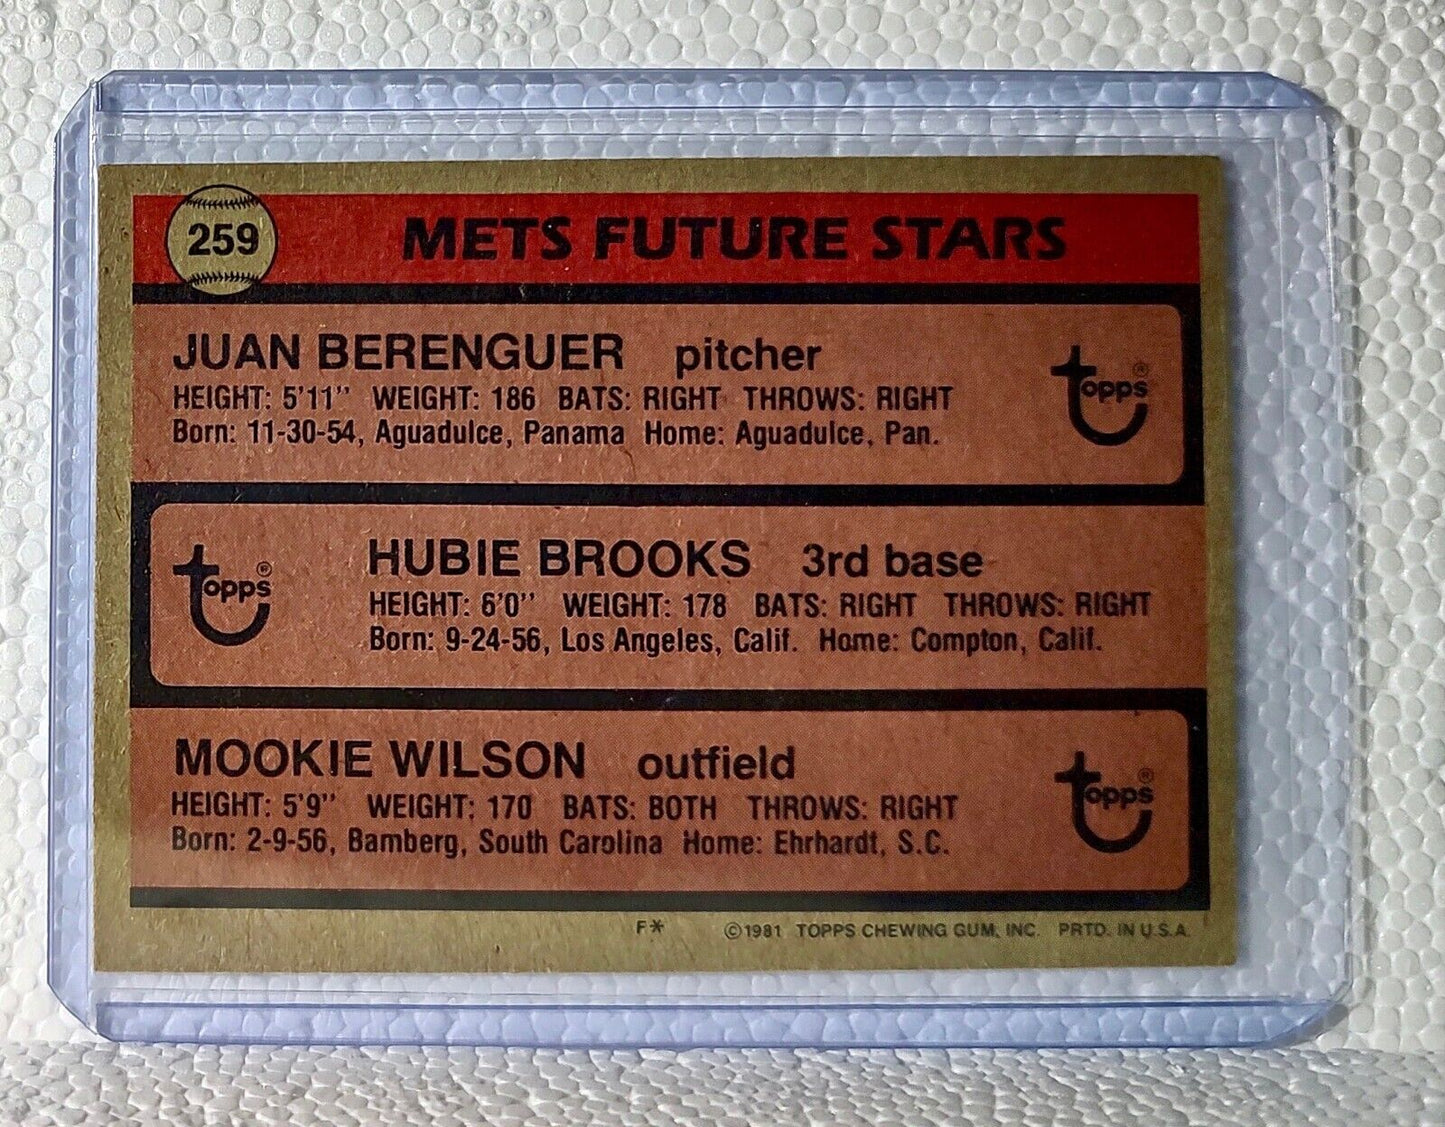 259 METS FUTURE STARS
JUAN BERENGUER pitcher
HEIGHT: 5'11" WEIGHT: 186 BATS: RIGHT THROWS: RIGHT
Born: 11-30-54, Aguadulce, Panama Home: Aguadulce, Pan.
topps®
HUBIE BROOKS 3rd base
HEIGHT: 6'0" WEIGHT: 178 BATS: RIGHT THROWS: RIGHT
Born: 9-24-56, Los Angeles, Calif. Home: Compton, Calif.
topps®
MOOKIE WILSON outfield
HEIGHT: 5'9" WEIGHT: 170 BATS: BOTH THROWS: RIGHT
Born: 2-9-56, Bamberg, South Carolina Home: Ehrhardt, S.C.
topps®
F* ©1981 TOPPS CHEWING GUM, INC. PRTD. IN U.S.A.